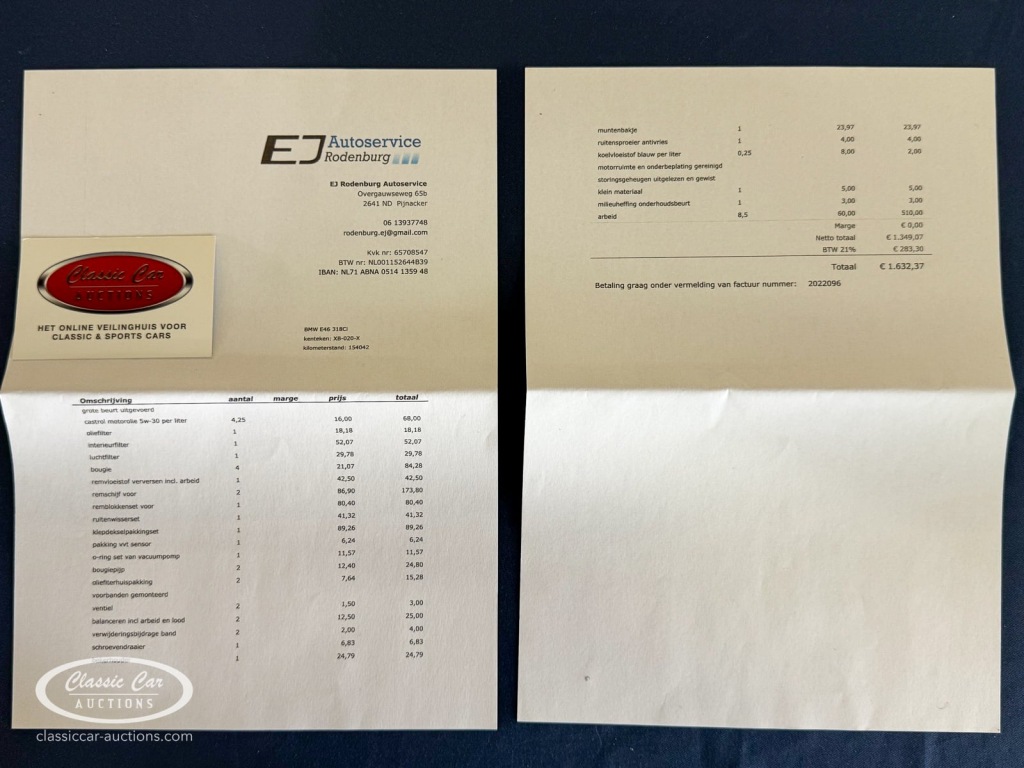 EJ Autoservice
Rodenburg
EJ Rodenburg Autoservice
Overgauwseweg 65b
2641 ND Pijnacker
06 13937748
rodenburg.ej@gmail.com
Kvk nr: 65708547
BTW nr: NL001152644B39
IBAN: NL71 ABNA 0514 1359 48
Classic Car
AUCTIONS
HET ONLINE VEILINGHUIS VOOR
CLASSIC & SPORTS CARS
BMW E46 318Ci
kenteken: XB-020-X
kilometerstand: 154042
Omschrijving aantal marge prijs totaal
grote beurt uitgevoerd
castrol motorolie 5w-30 per liter 4,25 16,00 68,00
oliefilter 1 18,18 18,18
interieurfilter 1 52,07 52,07
luchtfilter 1 29,78 29,78
bougie 4 21,07 84,28
remvloeistof verversen incl. arbeid 1 42,50 42,50
remschijf voor 2 86,90 173,80
remblokkenset voor 1 80,40 80,40
ruitenwisserset 1 41,32 41,32
klepdekselpakkingset 1 89,26 89,26
pakking vvt sensor 1 6,24 6,24
o-ring set van vacuumpomp 1 11,57 11,57
bougiepijp 2 12,40 24,80
oliefilterhuispakking 2 7,64 15,28
voorbanden gemonteerd
ventiel 2 1,50 3,00
balanceren incl arbeid en lood 2 12,50 25,00
verwijderingsbijdrage band 2 2,00 4,00
schroevendraaier 1 6,83 6,83
1 24,79 24,79
Classic Car
AUCTIONS
classiccar-auctions.com
muntenbakje 1 23,97 23,97
ruitensproeier antivries 1 4,00 4,00
koelvloeistof blauw per liter 0,25 8,00 2,00
motorruimte en onderbeplating gereinigd
storingsgeheugen uitgelezen en gewist
klein materiaal 1 5,00 5,00
milieuheffing onderhoudsbeurt 1 3,00 3,00
arbeid 8,5 60,00 510,00
Marge € 0,00
Netto totaal € 1.349,07
BTW 21% € 283,30
Totaal € 1.632,37
Betaling graag onder vermelding van factuur nummer: 2022096